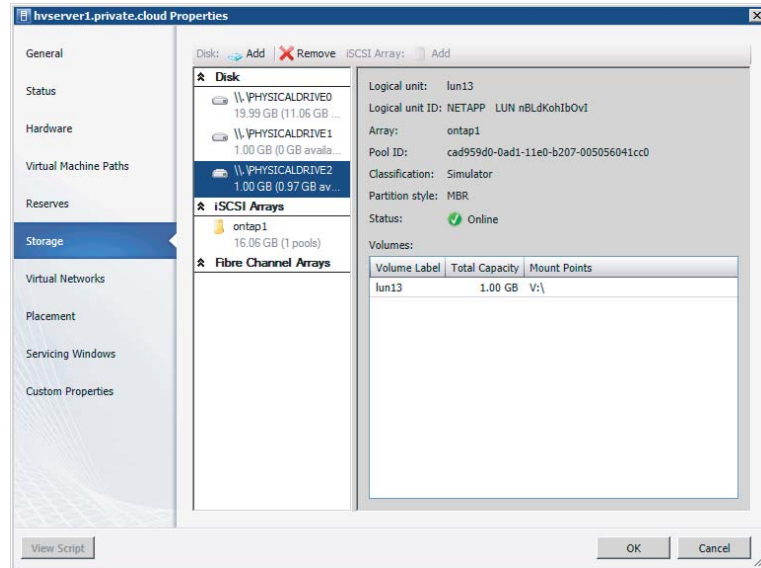 hvserver1.private.cloud Properties
General
Status
Hardware
Virtual Machine Paths
Reserves
Storage
Virtual Networks
Placement
Servicing Windows
Custom Properties
Disk: Add Remove iSCSI Array: Add
Disk
\\.\PHYSICALDRIVE0
19.99 GB (11.06 GB ...
\\.\PHYSICALDRIVE1
1.00 GB (0 GB availa...
\\.\PHYSICALDRIVE2
1.00 GB (0.97 GB av...
iSCSI Arrays
ontap1
16.06 GB (1 pools)
Fibre Channel Arrays
Logical unit: lun13
Logical unit ID: NETAPP LUN nBLdKohIbOvI
Array: ontap1
Pool ID: cad959d0-0ad1-11e0-b207-005056041cc0
Classification: Simulator
Partition style: MBR
Status: Online
Volumes:
Volume Label Total Capacity Mount Points
lun13 1.00 GB V:\
View Script OK Cancel